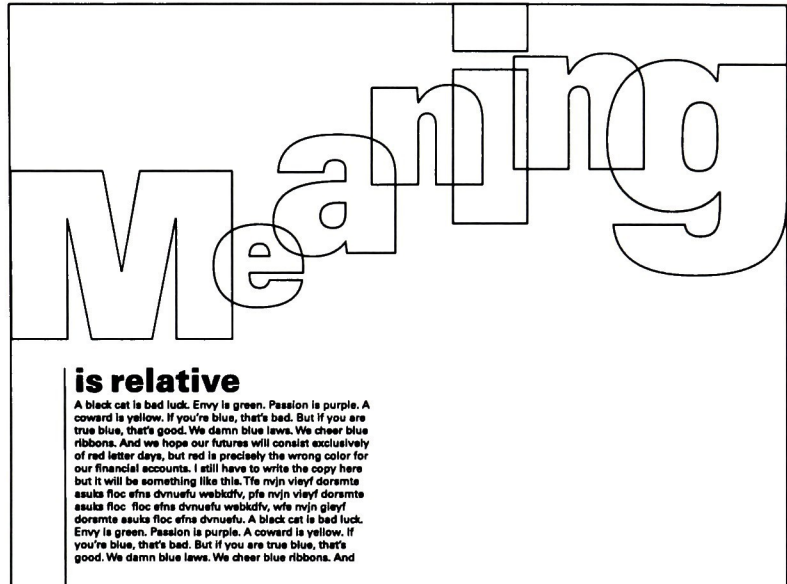 Meaning
is relative
A black cat is bad luck. Envy is green. Passion is purple. A
coward is yellow. If you're blue, that's bad. But if you are
true blue, that's good. We damn blue laws. We cheer blue
ribbons. And we hope our futures will consist exclusively
of red letter days, but red is precisely the wrong color for
our financial accounts. I still have to write the copy here
but it will be something like this. Tfe nvjn vieyf dorsmte
asuks floc efns dvnuefu webkdfv, pfe nvjn vieyf dorsmte
asuks floc floc efns dvnuefu webkdfv, wfe nvjn gieyf
dorsmte asuks floc efns dvnuefu. A black cat is bad luck.
Envy is green. Passion is purple. A coward is yellow. If
you're blue, that's bad. But if you are true blue, that's
good. We damn blue laws. We cheer blue ribbons. And